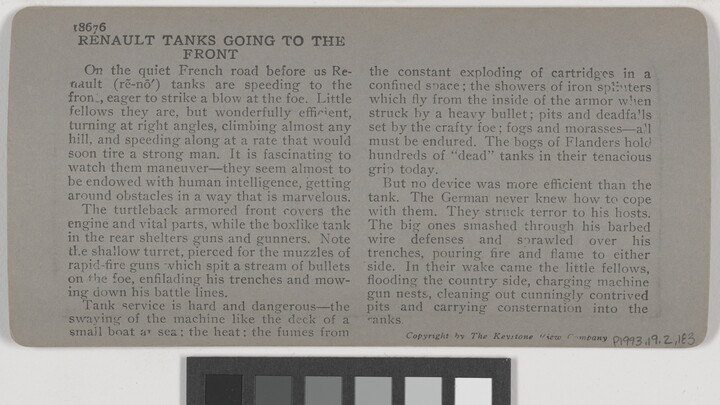 18676
RENAULT TANKS GOING TO THE
FRONT
On the quiet French road before us Re-
nault (rē-nō′) tanks are speeding to the
front, eager to strike a blow at the foe. Little
fellows they are, but wonderfully efficient,
turning at right angles, climbing almost any
hill, and speeding along at a rate that would
soon tire a strong man. It is fascinating to
watch them maneuver—they seem almost to
be endowed with human intelligence, getting
around obstacles in a way that is marvelous.
The turtleback armored front covers the
engine and vital parts, while the boxlike tank
in the rear shelters guns and gunners. Note
the shallow turret, pierced for the muzzles of
rapid-fire guns which spit a stream of bullets
on the foe, enfilading his trenches and mow-
ing down his battle lines.
Tank service is hard and dangerous—the
swaying of the machine like the deck of a
small boat at sea; the heat; the fumes from
the constant exploding of cartridges in a
confined space; the showers of iron splinters
which fly from the inside of the armor when
struck by a heavy bullet; pits and deadfalls
set by the crafty foe; fogs and morasses—all
must be endured. The bogs of Flanders hold
hundreds of "dead" tanks in their tenacious
grip today.
But no device was more efficient than the
tank. The German never knew how to cope
with them. They struck terror to his hosts.
The big ones smashed through his barbed
wire defenses and sprawled over his
trenches, pouring fire and flame to either
side. In their wake came the little fellows,
flooding the country side, charging machine
gun nests, cleaning out cunningly contrived
pits and carrying consternation into the
ranks.
Copyright by The Keystone View Company
P1993.19.2.1E3